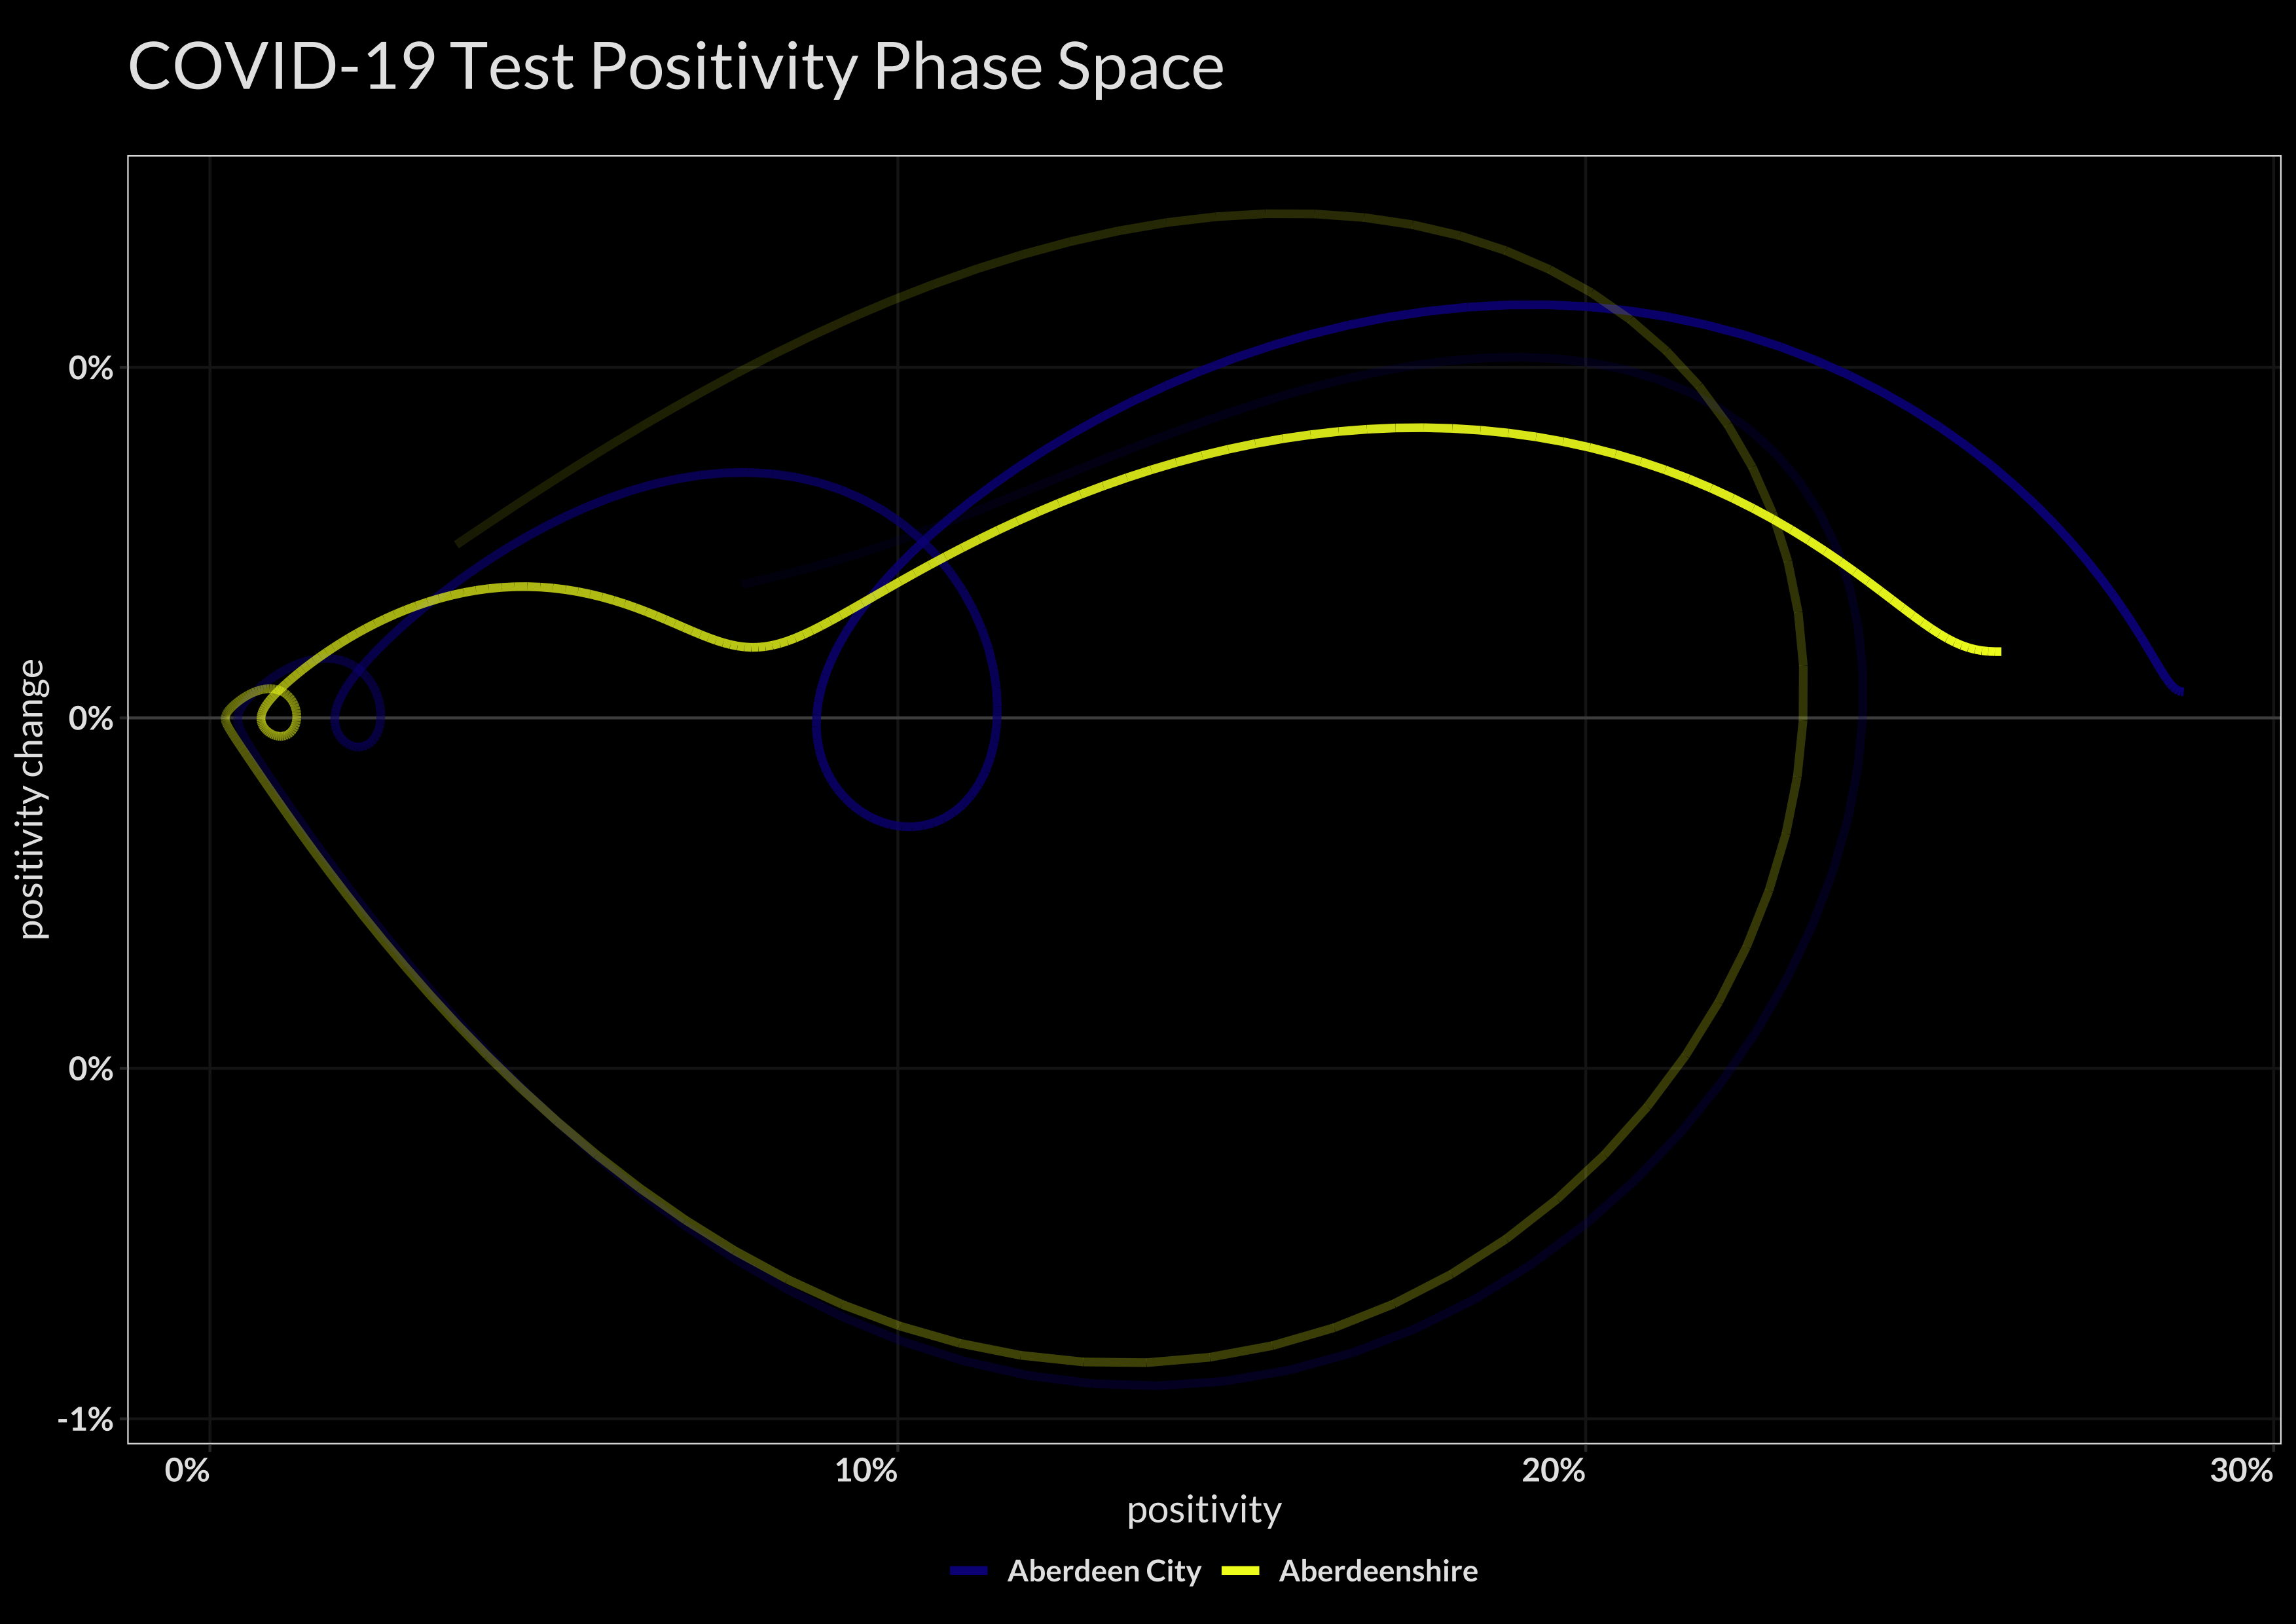 COVID-19 Test Positivity Phase Space
positivity change
0%
0%
0%
-1%
0% 10% 20% 30%
positivity
Aberdeen City Aberdeenshire